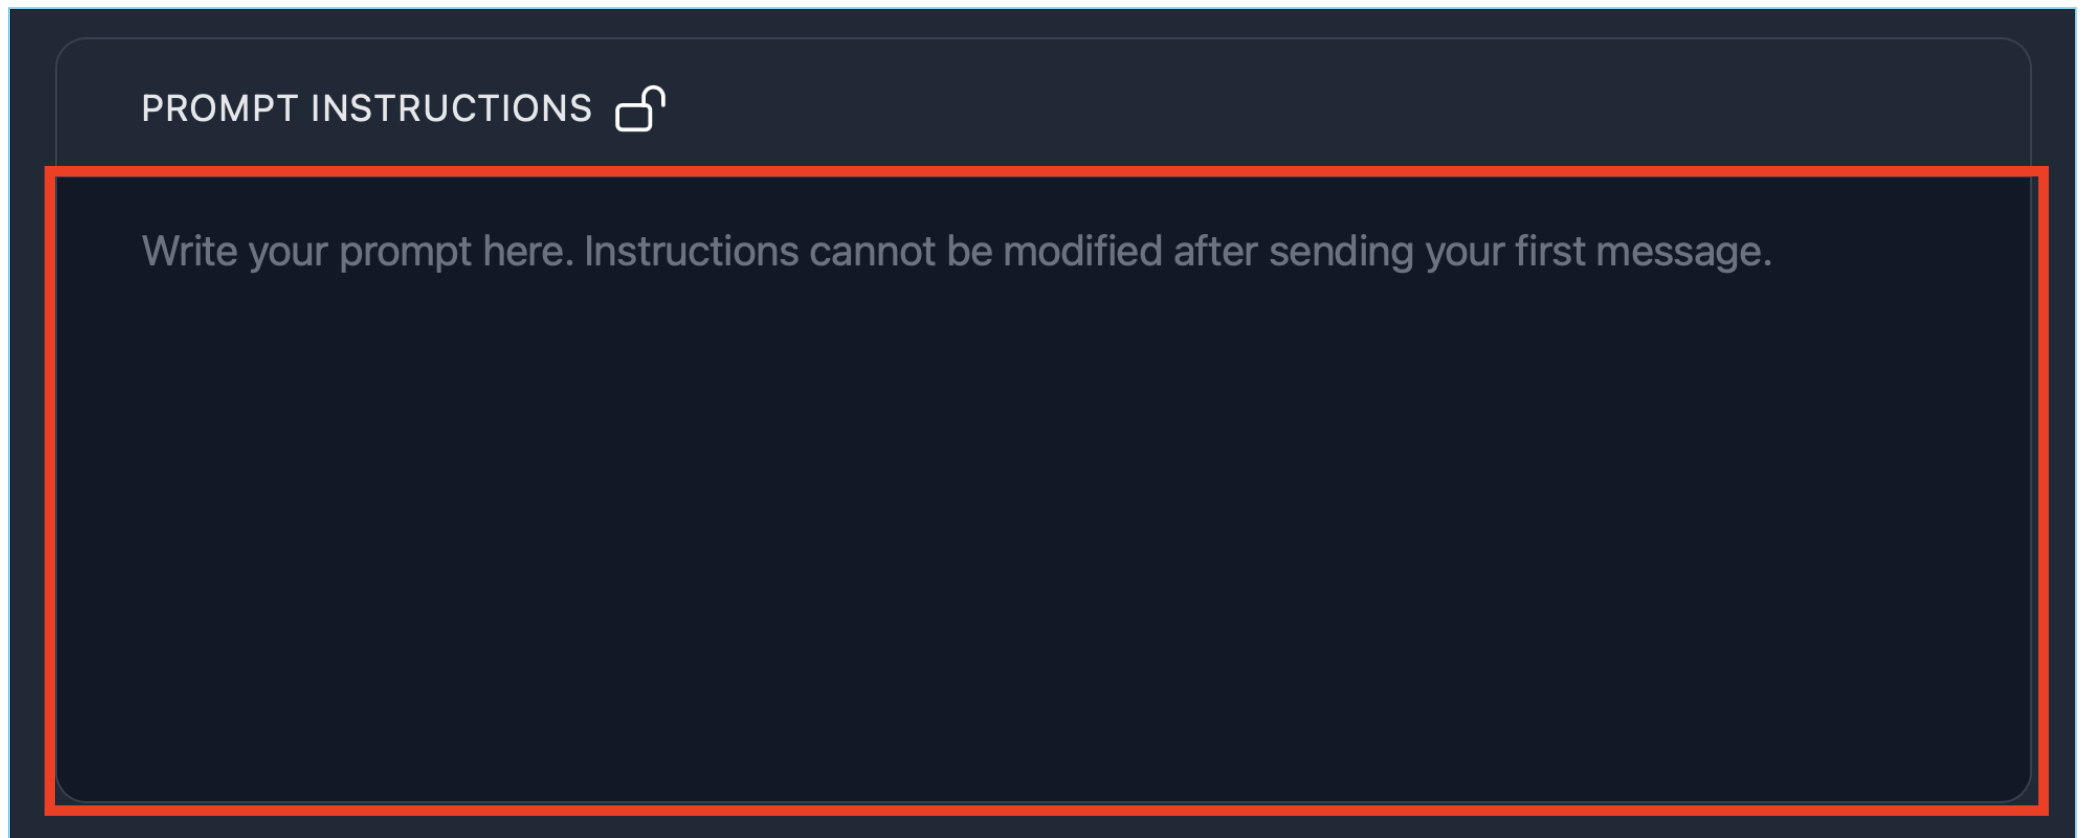 PROMPT INSTRUCTIONS
Write your prompt here. Instructions cannot be modified after sending your first message.